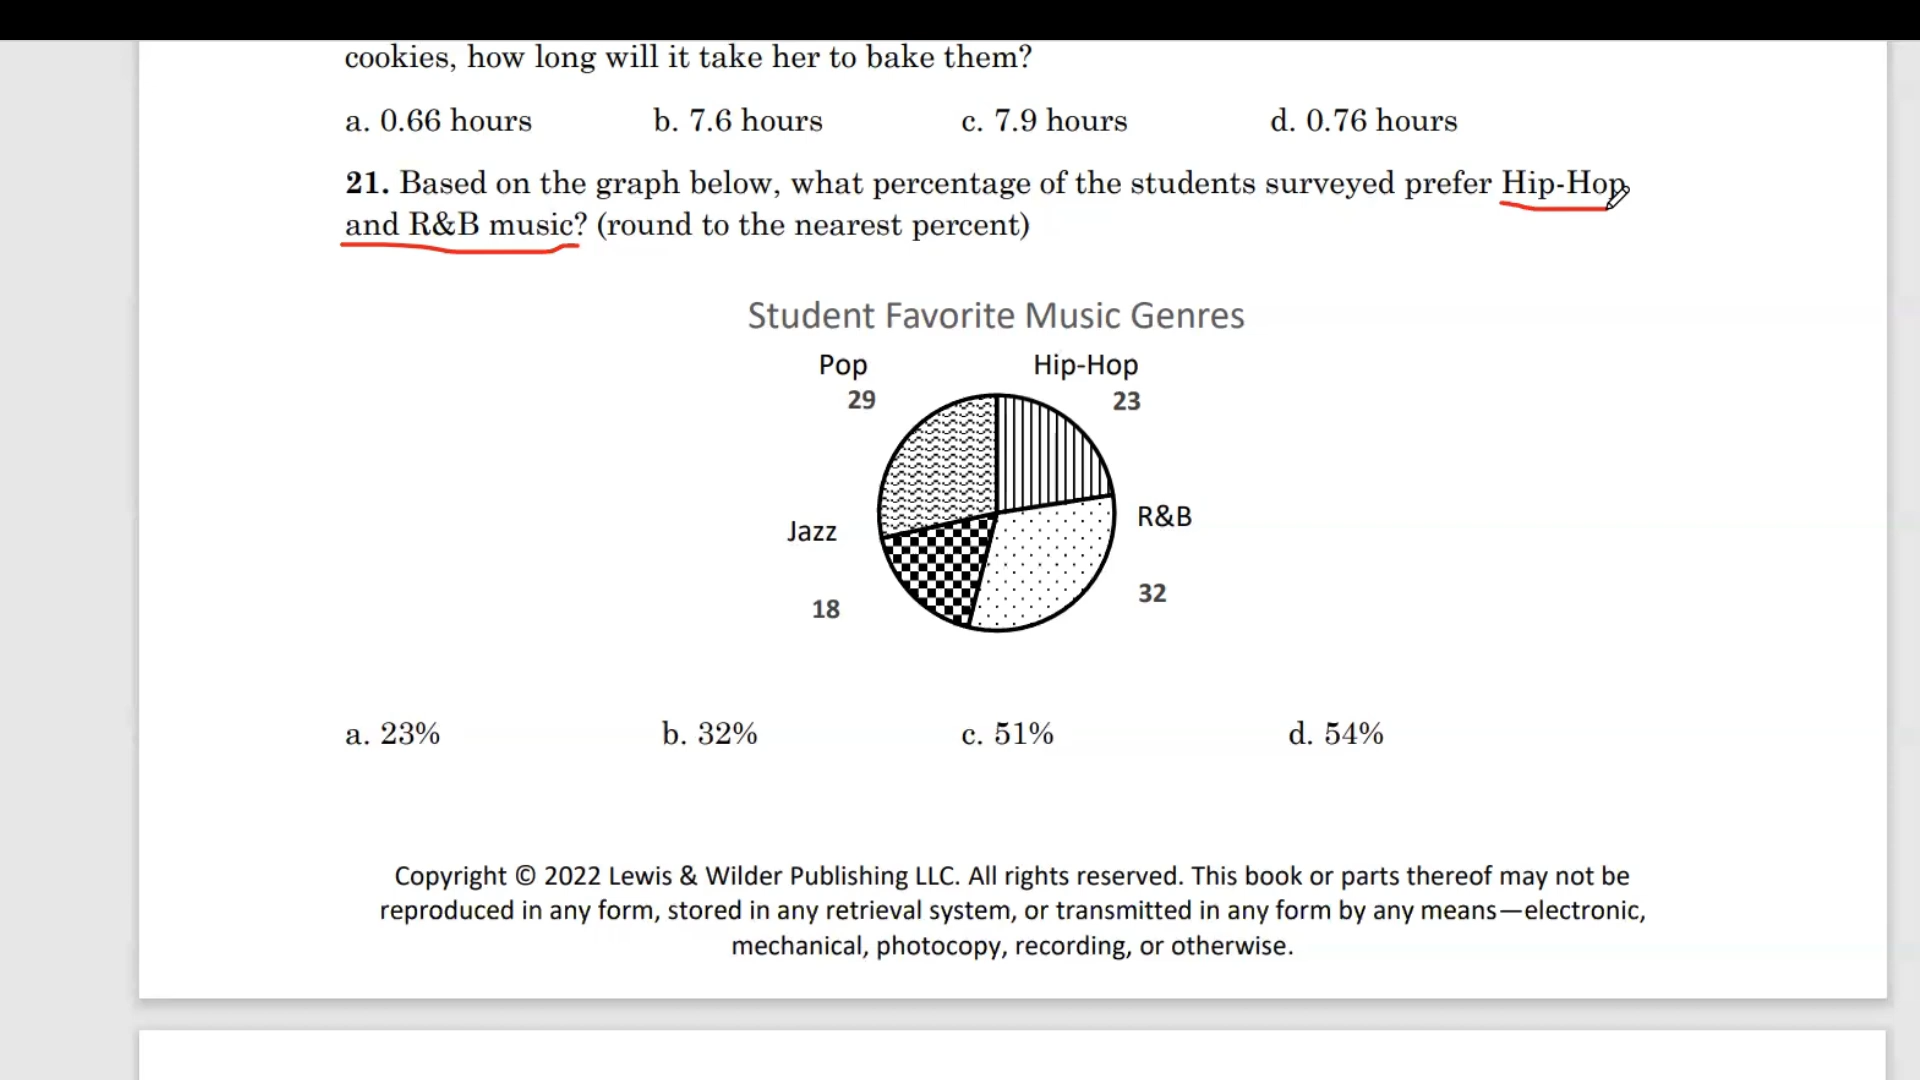 cookies, how long will it take her to bake them?
a. 0.66 hours b. 7.6 hours c. 7.9 hours d. 0.76 hours
21. Based on the graph below, what percentage of the students surveyed prefer Hip-Hop
and R&B music? (round to the nearest percent)
Student Favorite Music Genres
Pop Hip-Hop
29 23
R&B
Jazz
32
18
a. 23% b. 32% c. 51% d. 54%
Copyright © 2022 Lewis & Wilder Publishing LLC. All rights reserved. This book or parts thereof may not be
reproduced in any form, stored in any retrieval system, or transmitted in any form by any means—electronic,
mechanical, photocopy, recording, or otherwise.